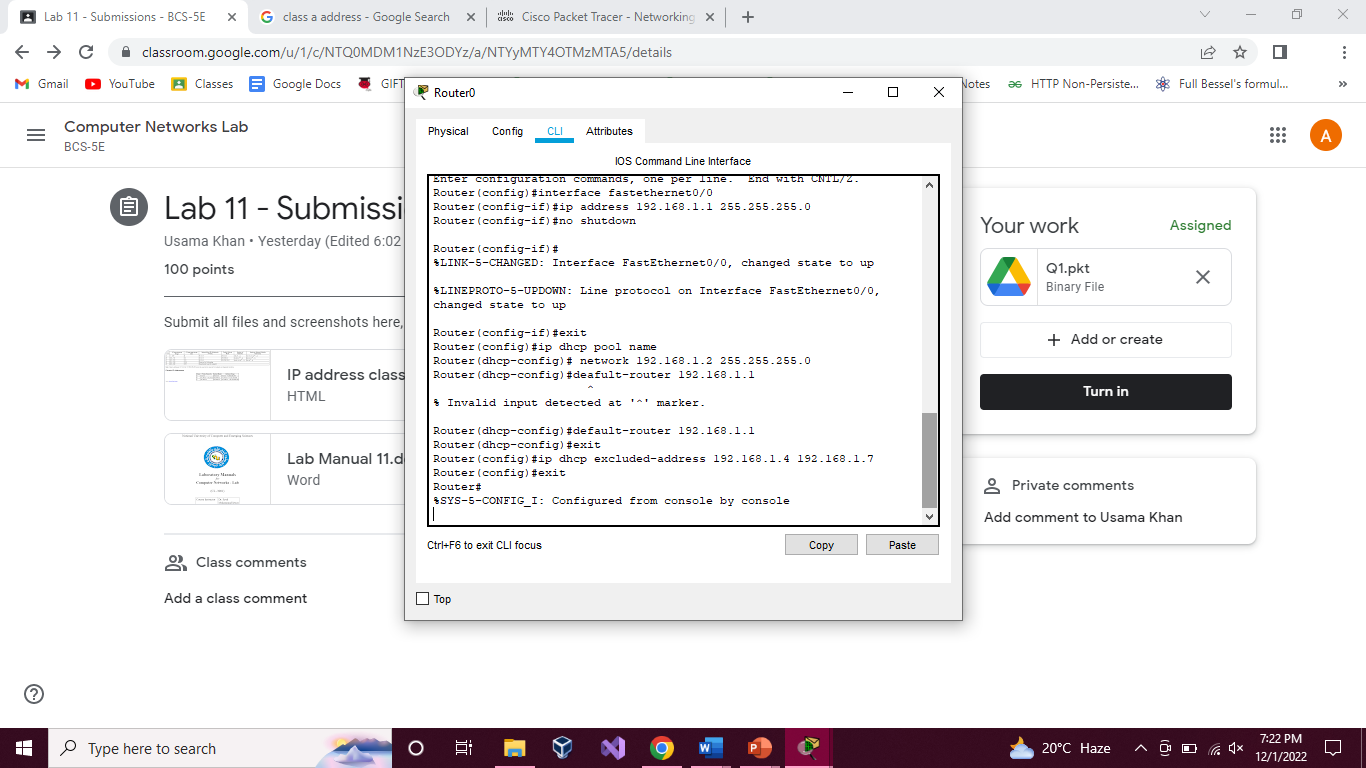 Lab 11 - Submissions - BCS-5E
class a address - Google Search
Cisco Packet Tracer - Networking
classroom.google.com/u/1/c/NTQ0MDM1NzE3ODYz/a/NTYyMTY4OTMzMTA5/details
Gmail
YouTube
Classes
Google Docs
GIFT
Notes
HTTP Non-Persiste...
Full Bessel's formul...
»
Computer Networks Lab
BCS-5E
A
Lab 11 - Submissi
Usama Khan • Yesterday (Edited 6:02
100 points
Submit all files and screenshots here,
IP address class
HTML
Lab Manual 11.d
Word
Class comments
Add a class comment
Router0
Physical
Config
CLI
Attributes
IOS Command Line Interface
Enter configuration commands, one per line. End with CNTL/Z.
Router(config)#interface fastethernet0/0
Router(config-if)#ip address 192.168.1.1 255.255.255.0
Router(config-if)#no shutdown
Router(config-if)#
%LINK-5-CHANGED: Interface FastEthernet0/0, changed state to up
%LINEPROTO-5-UPDOWN: Line protocol on Interface FastEthernet0/0,
changed state to up
Router(config-if)#exit
Router(config)#ip dhcp pool name
Router(dhcp-config)# network 192.168.1.2 255.255.255.0
Router(dhcp-config)#deafult-router 192.168.1.1
^
% Invalid input detected at '^' marker.
Router(dhcp-config)#default-router 192.168.1.1
Router(dhcp-config)#exit
Router(config)#ip dhcp excluded-address 192.168.1.4 192.168.1.7
Router(config)#exit
Router#
%SYS-5-CONFIG_I: Configured from console by console
Ctrl+F6 to exit CLI focus
Copy
Paste
Top
Your work
Assigned
Q1.pkt
Binary File
+ Add or create
Turn in
Private comments
Add comment to Usama Khan
Type here to search
20°C Haze
7:22 PM
12/1/2022